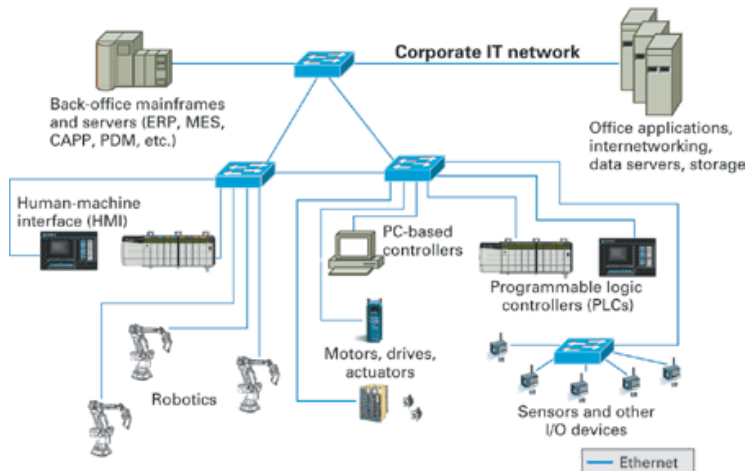 Corporate IT network
Back-office mainframes
and servers (ERP, MES,
CAPP, PDM, etc.)
Office applications,
internetworking,
data servers, storage
Human-machine
interface (HMI)
PC-based
controllers
Programmable logic
controllers (PLCs)
Motors, drives,
actuators
Robotics
Sensors and other
I/O devices
Ethernet